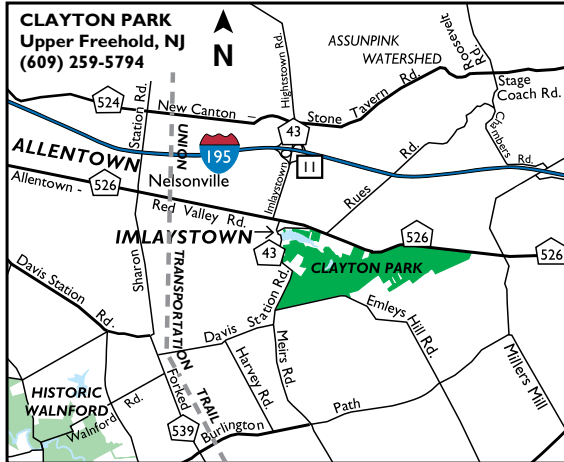 CLAYTON PARK
Upper Freehold, NJ
(609) 259-5794
N
ASSUNPINK
WATERSHED
Roosevelt Rd.
Hightstown Rd.
Stage
Coach Rd.
524
New Canton -
Stone Tavern Rd.
43
Station Rd.
UNION
195
11
Chambers Rd.
ALLENTOWN
Allentown -
526
Nelsonville
Imlaystown
Rues Rd.
Red Valley Rd.
IMLAYSTOWN
43
526
526
CLAYTON PARK
Sharon
TRANSPORTATION
Davis Station Rd.
Davis Station Rd.
Emleys Hill Rd.
Meirs Rd.
Harvey Rd.
Millers Mill
HISTORIC
WALNFORD
Walnford Rd.
Forked
TRAIL
539
Burlington Path